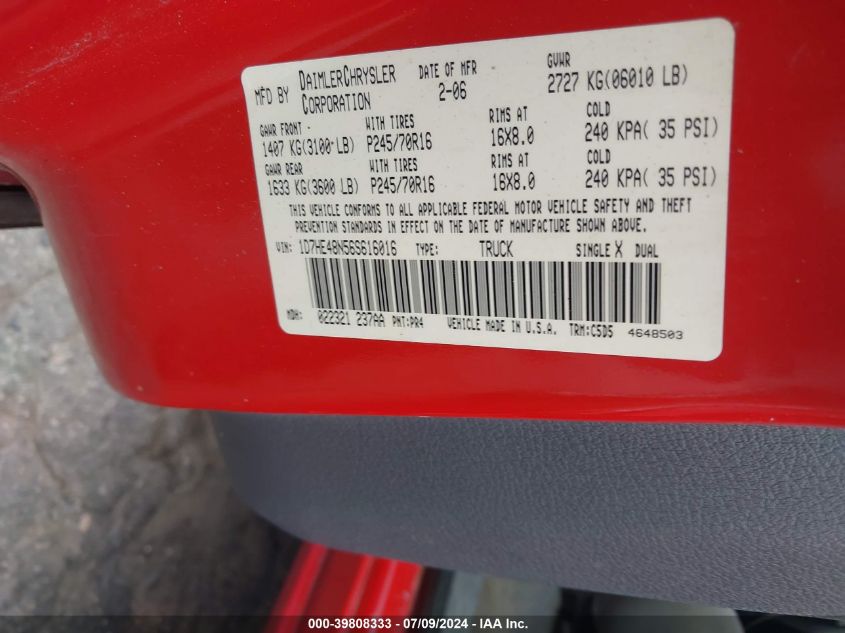 MFD BY DAIMLERCHRYSLER CORPORATION DATE OF MFR 2-06 GVWR 2727 KG(06010 LB)
GAWR FRONT WITH TIRES RIMS AT COLD
1407 KG(3100 LB) P245/70R16 16X8.0 240 KPA( 35 PSI)
GAWR REAR WITH TIRES RIMS AT COLD
1633 KG(3600 LB) P245/70R16 16X8.0 240 KPA( 35 PSI)
THIS VEHICLE CONFORMS TO ALL APPLICABLE FEDERAL MOTOR VEHICLE SAFETY AND THEFT
PREVENTION STANDARDS IN EFFECT ON THE DATE OF MANUFACTURE SHOWN ABOVE.
VIN: 1D7HE48N56S616016 TYPE: TRUCK SINGLE X DUAL
MDH: 022321 237AA PNT:PR4 VEHICLE MADE IN U.S.A. TRM:C5D5 4648503
000-39808333 / 07/09/2024 - IAA Inc.